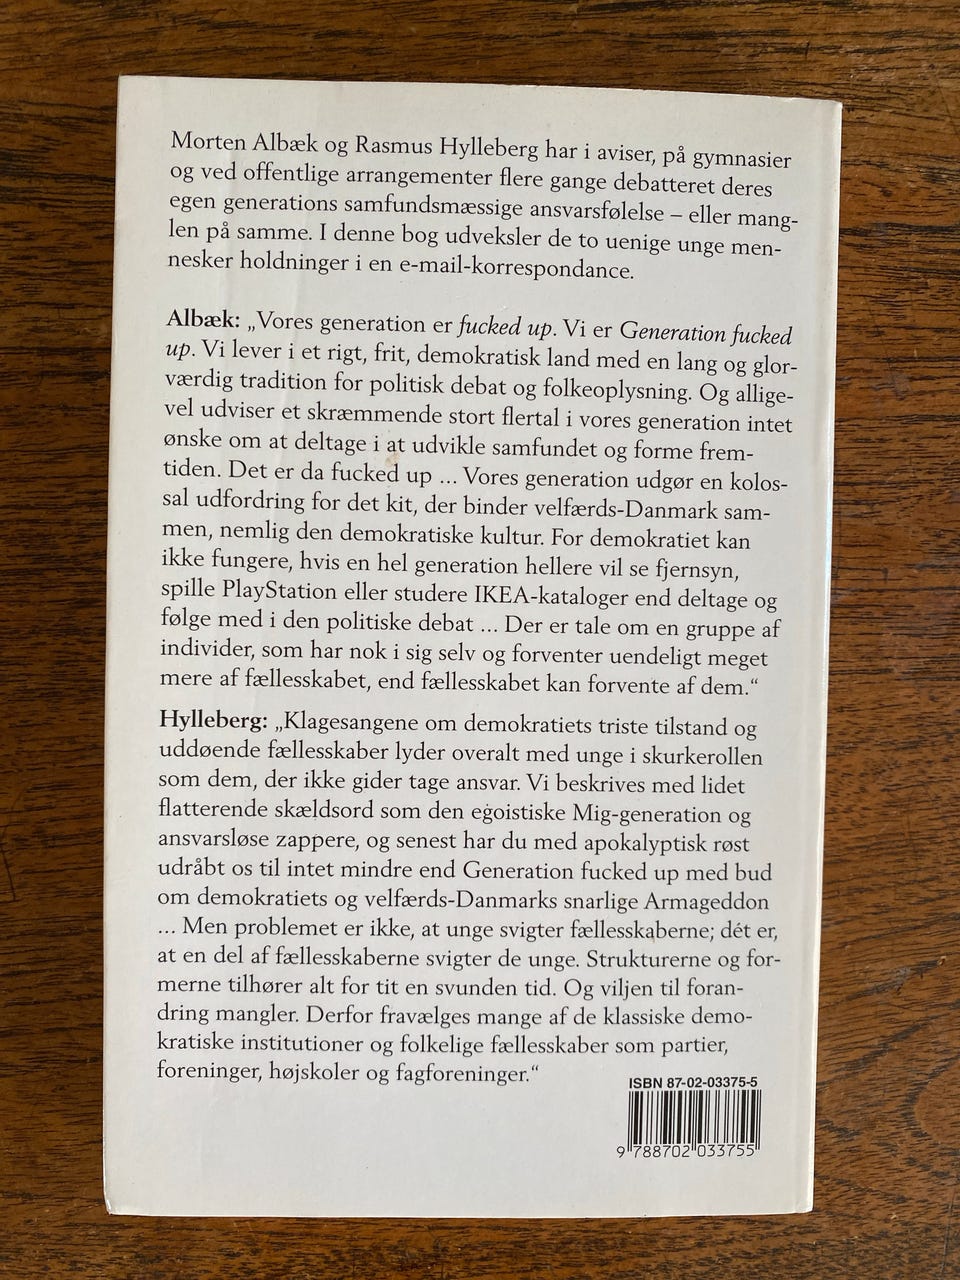 Morten Albæk og Rasmus Hylleberg har i aviser, på gymnasier
og ved offentlige arrangementer flere gange debatteret deres
egen generations samfundsmæssige ansvarsfølelse – eller mang-
len på samme. I denne bog udveksler de to uenige unge men-
nesker holdninger i en e-mail-korrespondance.
Albæk: „Vores generation er fucked up. Vi er Generation fucked
up. Vi lever i et rigt, frit, demokratisk land med en lang og glor-
værdig tradition for politisk debat og folkeoplysning. Og allige-
vel udviser et skræmmende stort flertal i vores generation intet
ønske om at deltage i at udvikle samfundet og forme frem-
tiden. Det er da fucked up ... Vores generation udgør en kolos-
sal udfordring for det kit, der binder velfærds-Danmark sam-
men, nemlig den demokratiske kultur. For demokratiet kan
ikke fungere, hvis en hel generation hellere vil se fjernsyn,
spille PlayStation eller studere IKEA-kataloger end deltage og
følge med i den politiske debat ... Der er tale om en gruppe af
individer, som har nok i sig selv og forventer uendeligt meget
mere af fællesskabet, end fællesskabet kan forvente af dem.“
Hylleberg: „Klagesangene om demokratiets triste tilstand og
uddøende fællesskaber lyder overalt med unge i skurkerollen
som dem, der ikke gider tage ansvar. Vi beskrives med lidet
flatterende skældsord som den egoistiske Mig-generation og
ansvarsløse zappere, og senest har du med apokalyptisk røst
udråbt os til intet mindre end Generation fucked up med bud
om demokratiets og velfærds-Danmarks snarlige Armageddon
... Men problemet er ikke, at unge svigter fællesskaberne; dét er,
at en del af fællesskaberne svigter de unge. Strukturerne og for-
merne tilhører alt for tit en svunden tid. Og viljen til foran-
dring mangler. Derfor fravælges mange af de klassiske demo-
kratiske institutioner og folkelige fællesskaber som partier,
foreninger, højskoler og fagforeninger.“
ISBN 87-02-03375-5
9 788702 033755